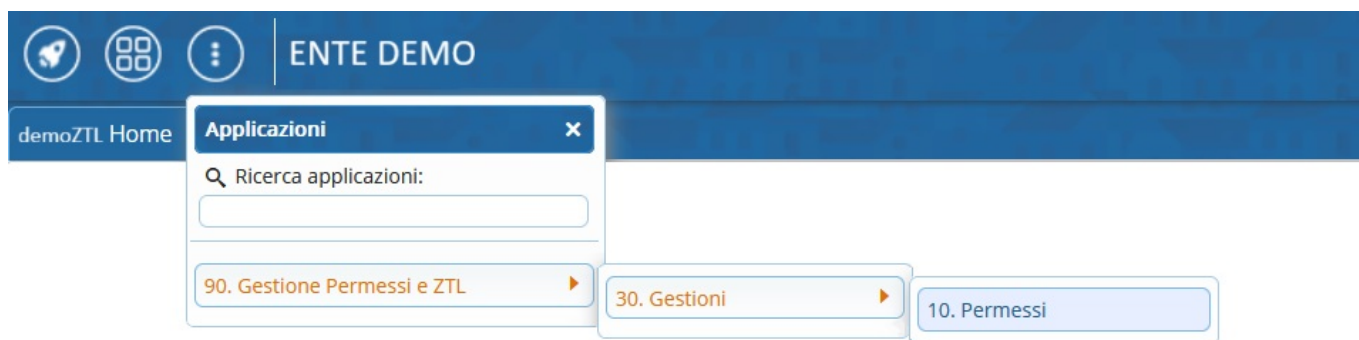 ENTE DEMO
demoZTL Home
Applicazioni
Ricerca applicazioni:
90. Gestione Permessi e ZTL
30. Gestioni
10. Permessi